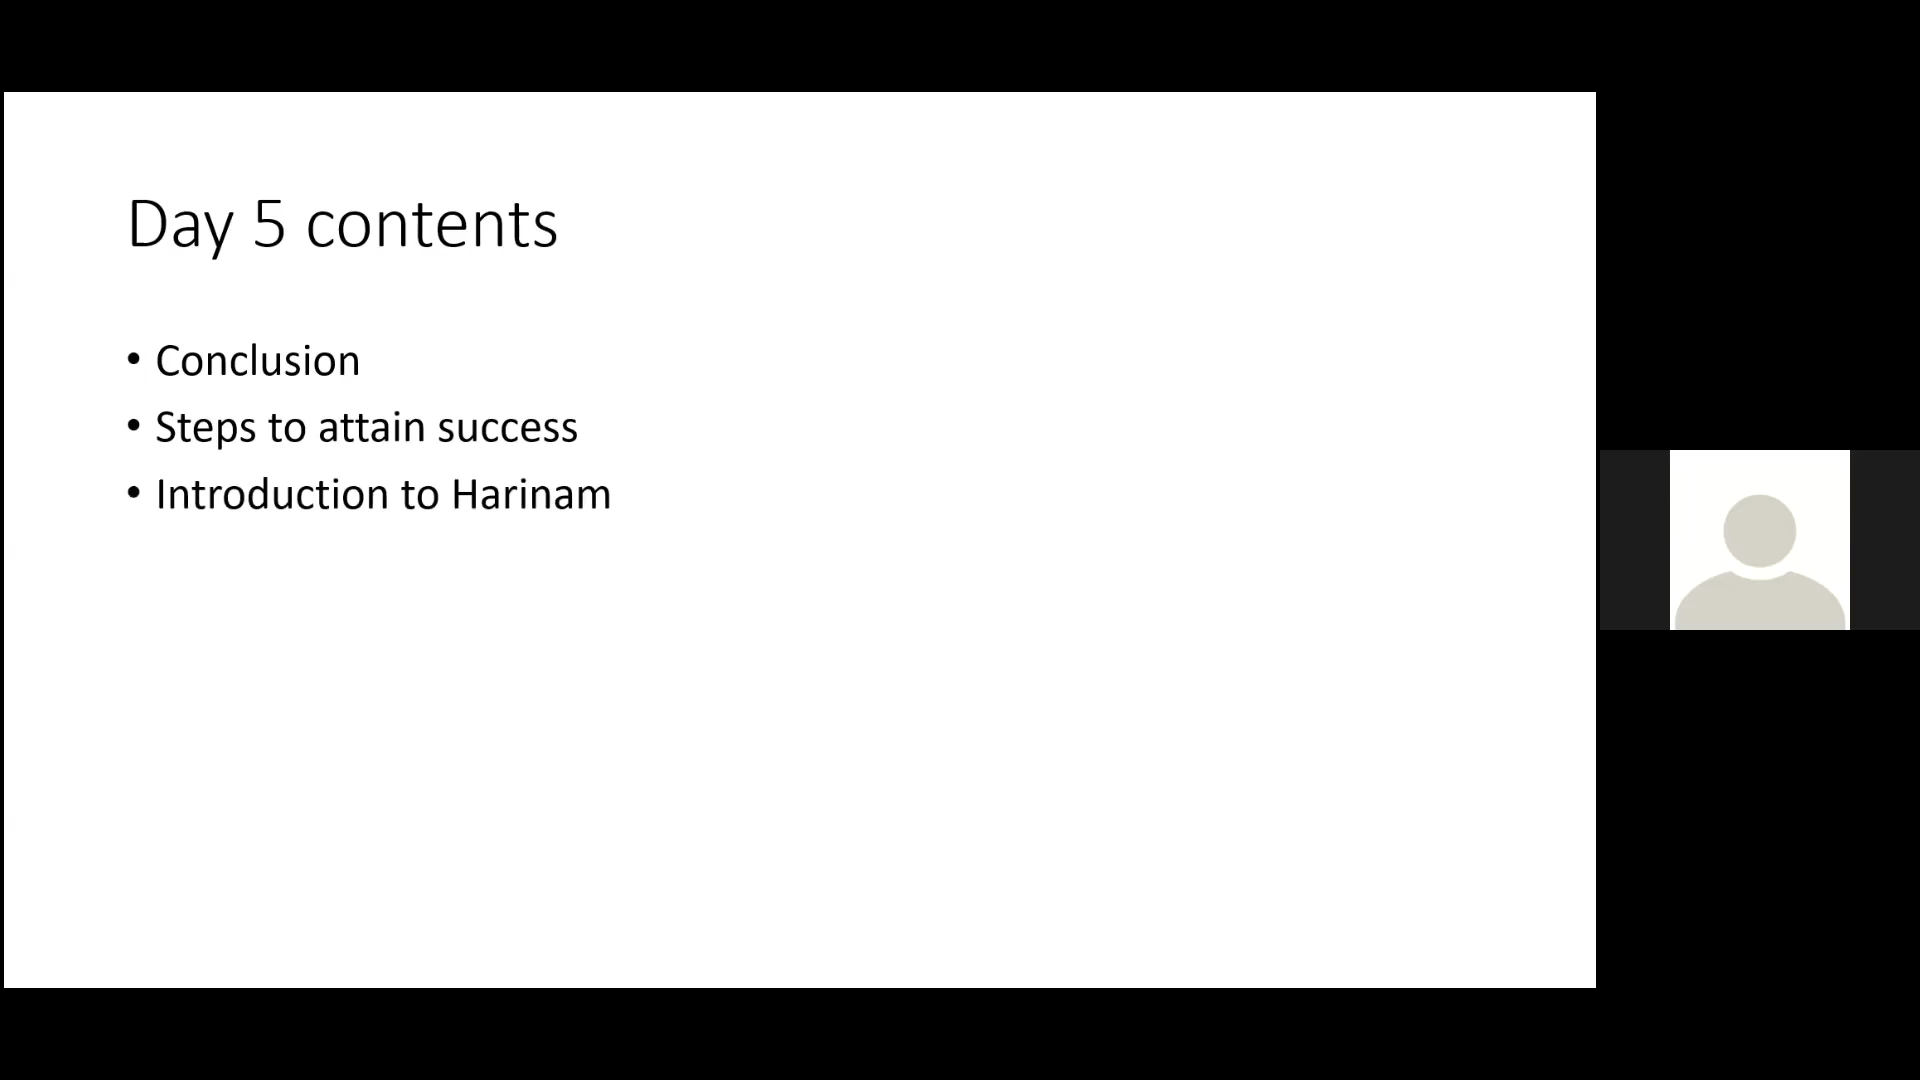 Day 5 contents
• Conclusion
• Steps to attain success
• Introduction to Harinam